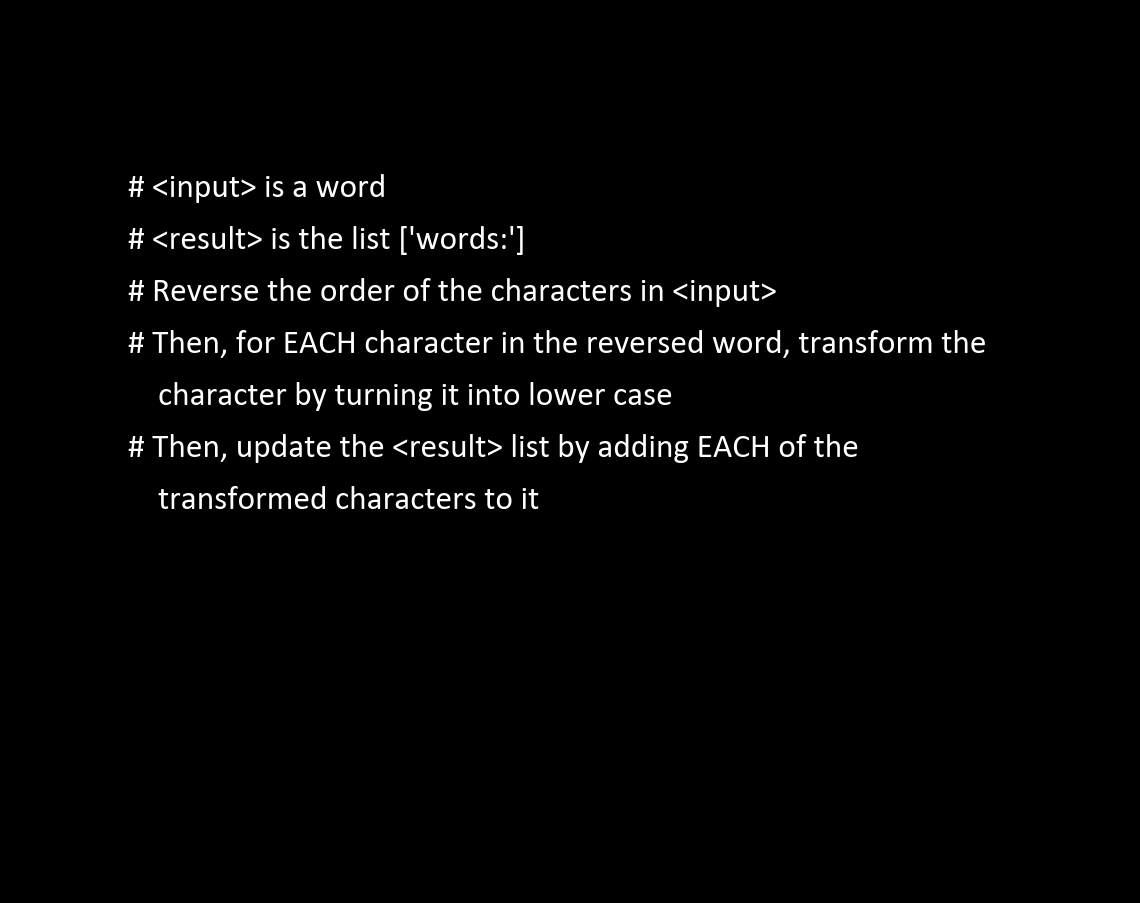 # <input> is a word
# <result> is the list ['words:']
# Reverse the order of the characters in <input>
# Then, for EACH character in the reversed word, transform the
character by turning it into lower case
# Then, update the <result> list by adding EACH of the
transformed characters to it